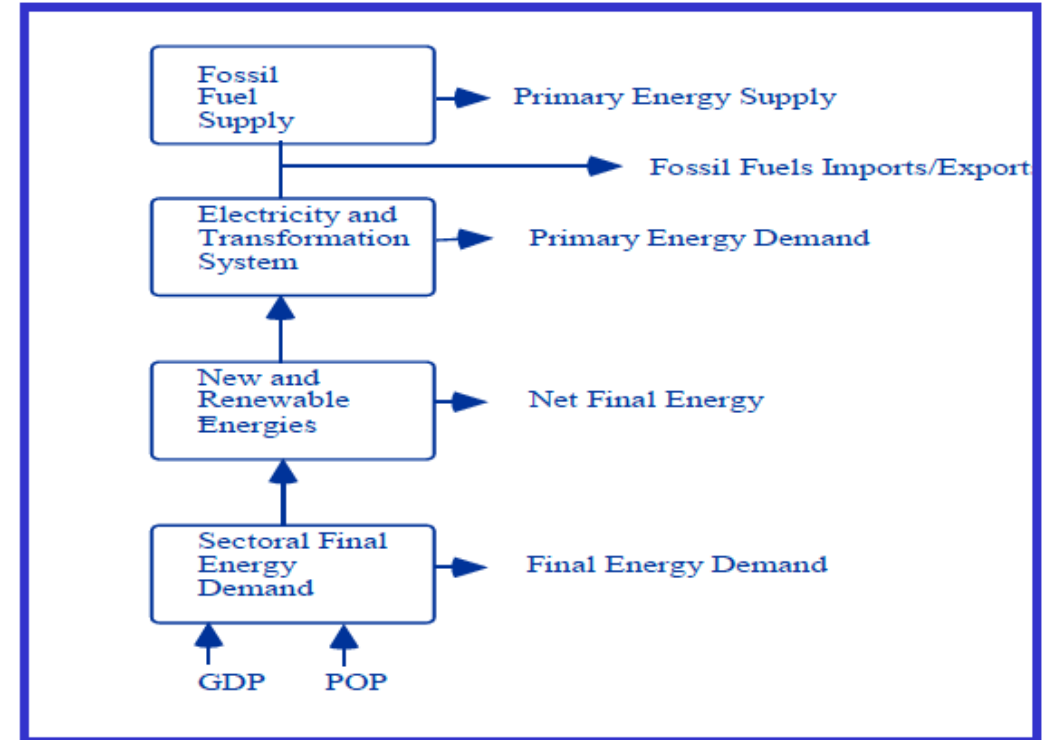 Fossil
Fuel
Supply
Primary Energy Supply
Fossil Fuels Imports/Export
Electricity and
Transformation
System
Primary Energy Demand
New and
Renewable
Energies
Net Final Energy
Sectoral Final
Energy
Demand
Final Energy Demand
GDP POP